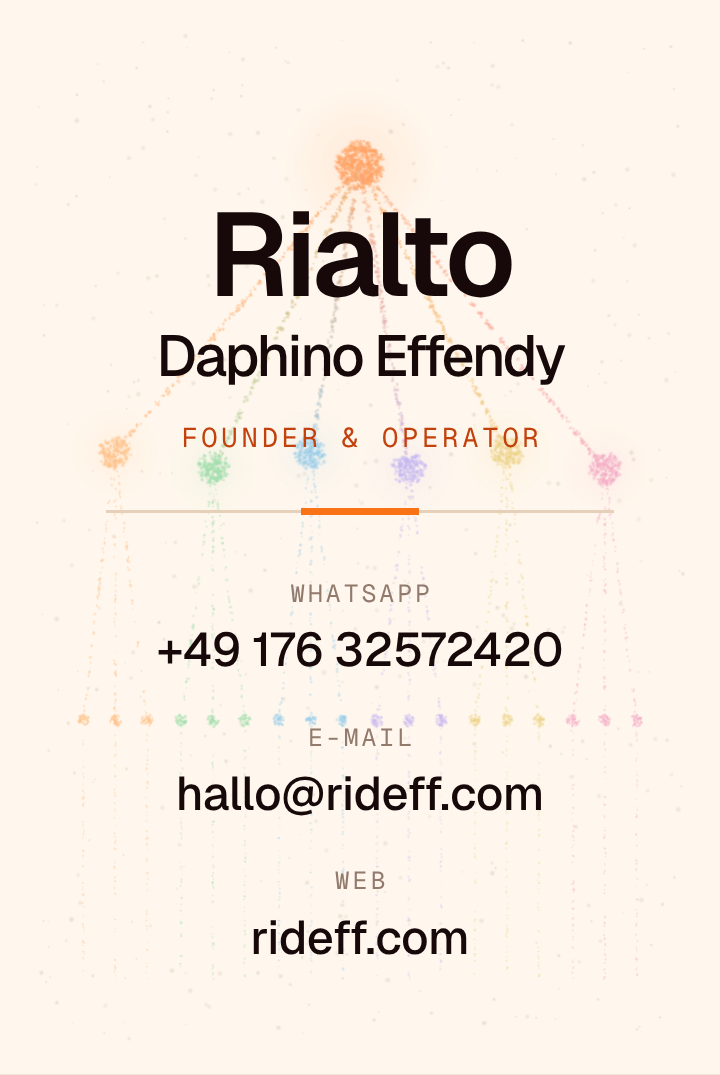 Rialto
Daphino Effendy
FOUNDER & OPERATOR
WHATSAPP
+49 176 32572420
E-MAIL
hallo@rideff.com
WEB
rideff.com